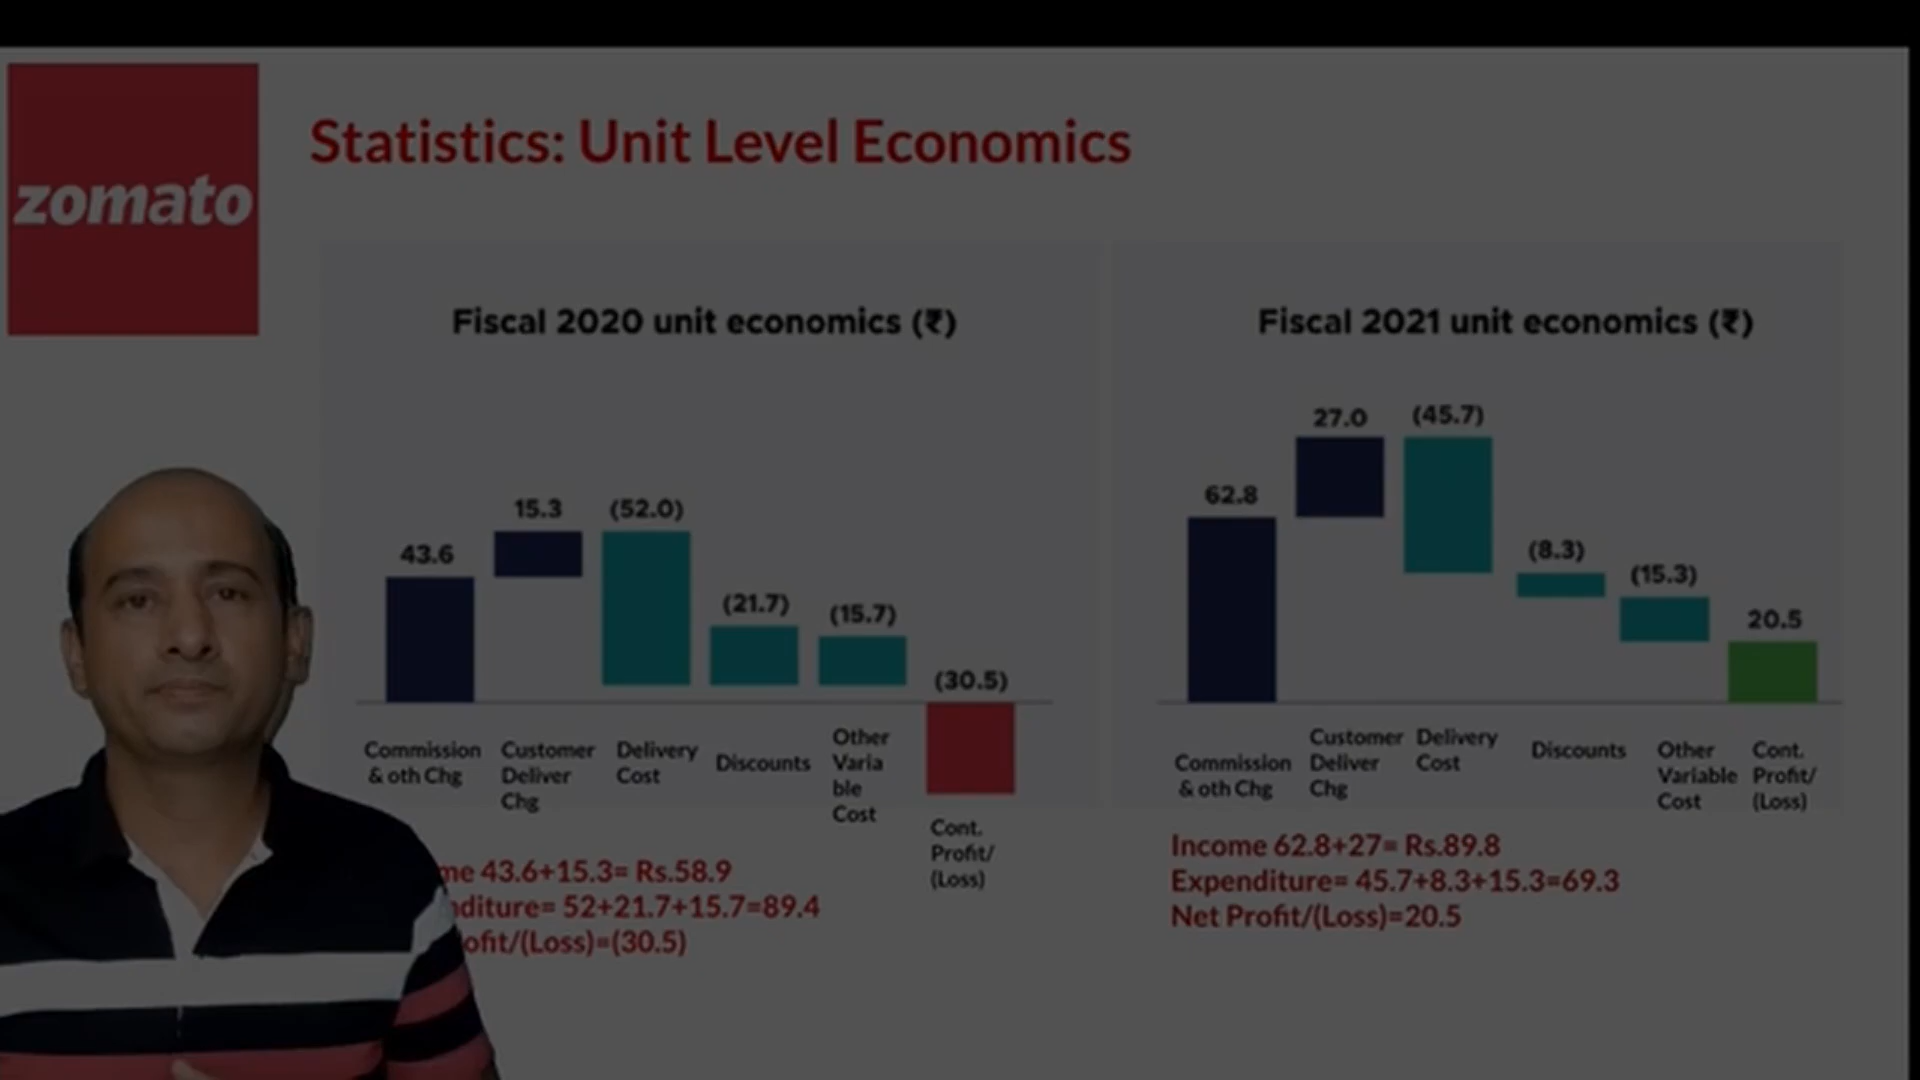 zomato
Statistics: Unit Level Economics
Fiscal 2020 unit economics (₹)
43.6
15.3
(52.0)
(21.7)
(15.7)
(30.5)
Commission
& oth Chg
Customer
Deliver
Chg
Delivery
Cost
Discounts
Other
Varia
ble
Cost
Cont.
Profit/
(Loss)
me 43.6+15.3= Rs.58.9
nditure= 52+21.7+15.7=89.4
ofit/(Loss)=(30.5)
Fiscal 2021 unit economics (₹)
62.8
27.0
(45.7)
(8.3)
(15.3)
20.5
Commission
& oth Chg
Customer
Deliver
Chg
Delivery
Cost
Discounts
Other
Variable
Cost
Cont.
Profit/
(Loss)
Income 62.8+27= Rs.89.8
Expenditure= 45.7+8.3+15.3=69.3
Net Profit/(Loss)=20.5